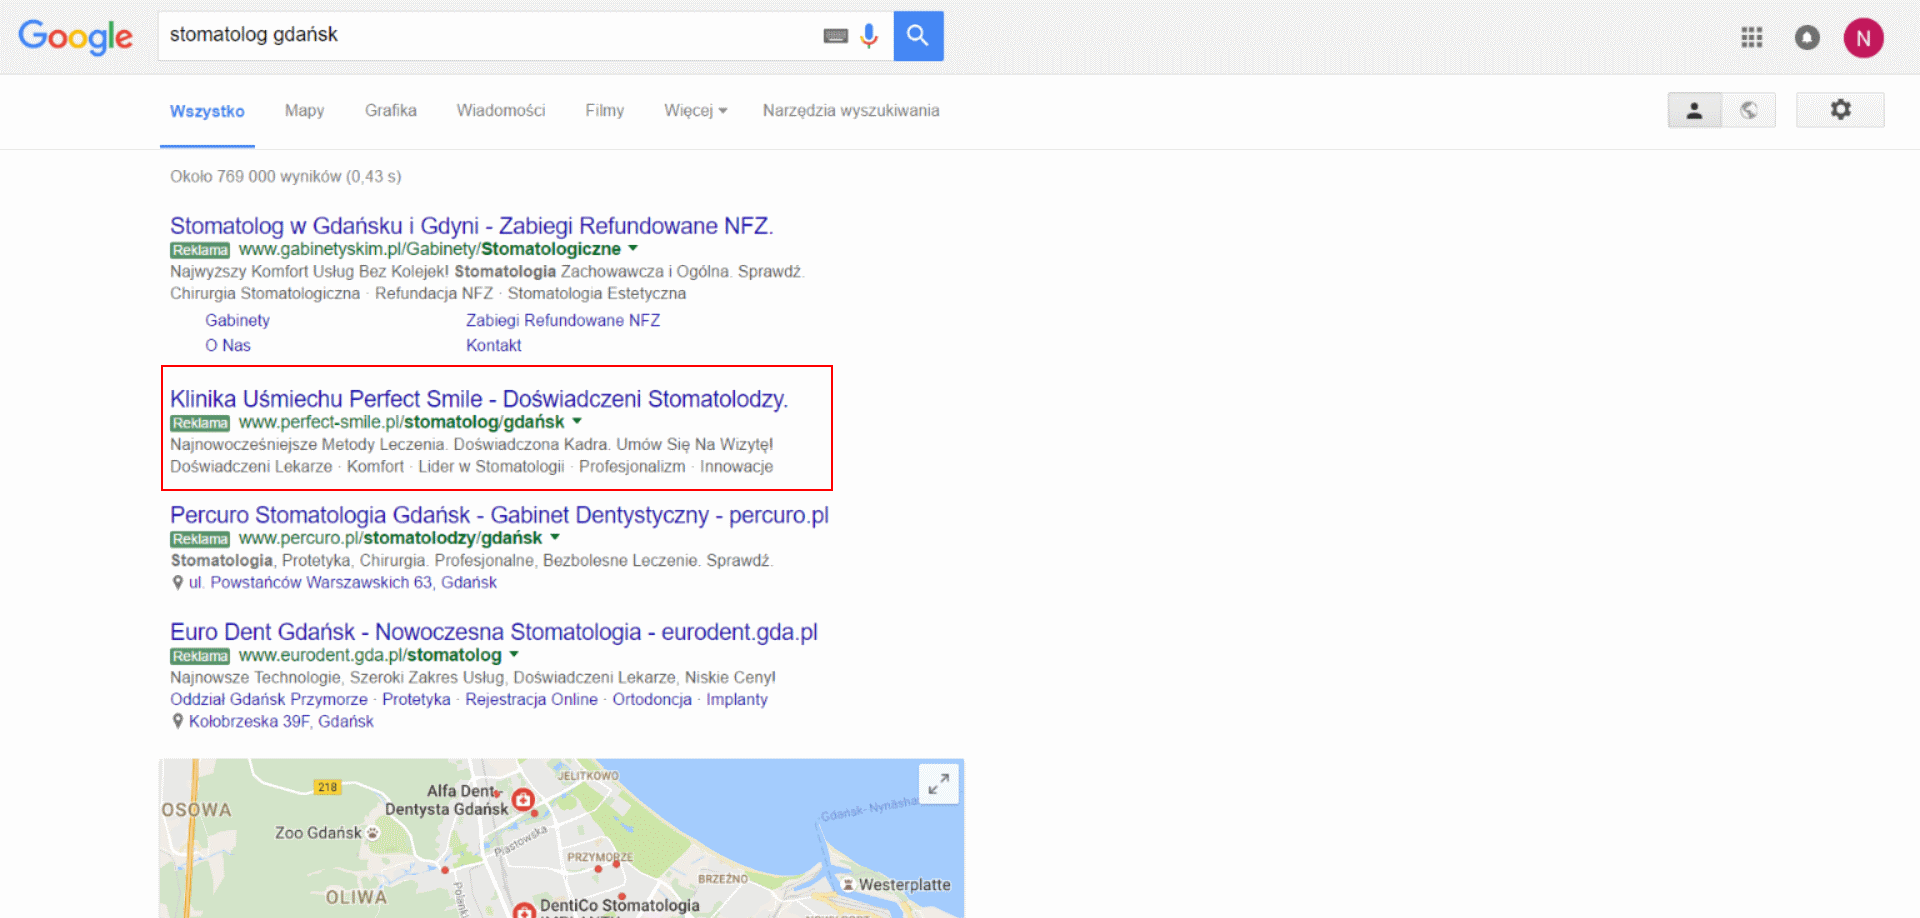 Google
stomatolog gdańsk
N
Wszystko Mapy Grafika Wiadomości Filmy Więcej Narzędzia wyszukiwania
Około 769 000 wyników (0,43 s)
Stomatolog w Gdańsku i Gdyni - Zabiegi Refundowane NFZ.
Reklama www.gabinetyskim.pl/Gabinety/Stomatologiczne
Najwyższy Komfort Usług Bez Kolejek! Stomatologia Zachowawcza i Ogólna. Sprawdź.
Chirurgia Stomatologiczna · Refundacja NFZ · Stomatologia Estetyczna
Gabinety Zabiegi Refundowane NFZ
O Nas Kontakt
Klinika Uśmiechu Perfect Smile - Doświadczeni Stomatolodzy.
Reklama www.perfect-smile.pl/stomatolog/gdańsk
Najnowocześniejsze Metody Leczenia. Doświadczona Kadra. Umów Się Na Wizytę!
Doświadczeni Lekarze · Komfort · Lider w Stomatologii · Profesjonalizm · Innowacje
Percuro Stomatologia Gdańsk - Gabinet Dentystyczny - percuro.pl
Reklama www.percuro.pl/stomatolodzy/gdańsk
Stomatologia, Protetyka, Chirurgia. Profesjonalne, Bezbolesne Leczenie. Sprawdź.
ul. Powstańców Warszawskich 63, Gdańsk
Euro Dent Gdańsk - Nowoczesna Stomatologia - eurodent.gda.pl
Reklama www.eurodent.gda.pl/stomatolog
Najnowsze Technologie, Szeroki Zakres Usług, Doświadczeni Lekarze, Niskie Ceny!
Oddział Gdańsk Przymorze · Protetyka · Rejestracja Online · Ortodoncja · Implanty
Kołobrzeska 39F, Gdańsk
JELITKOWO
218
Alfa Dent-
Dentysta Gdańsk
OSOWA
Gdańsk-Nynäsha
Zoo Gdańsk
Piastowska
PRZYMORZE
BRZEŹNO
Westerplatte
OLIWA
Polanki
DentiCo Stomatologia